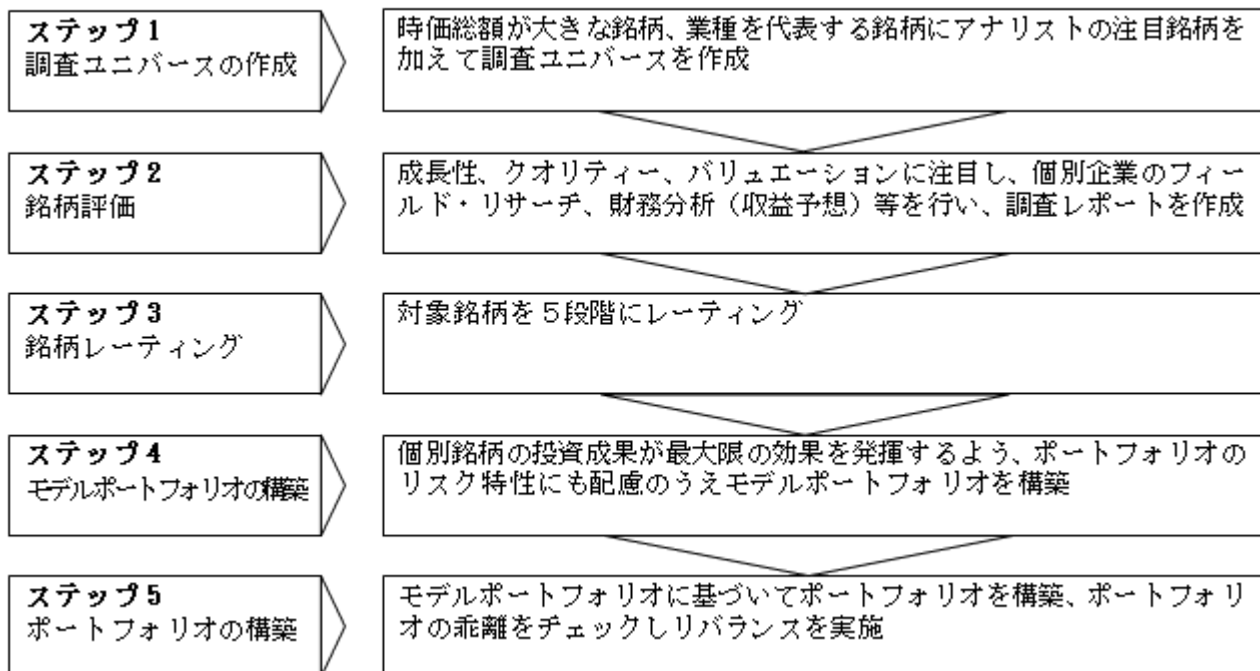 ステップ1
調査ユニバースの作成
時価総額が大きな銘柄、業種を代表する銘柄にアナリストの注目銘柄を
加えて調査ユニバースを作成
ステップ2
銘柄評価
成長性、クオリティー、バリュエーションに注目し、個別企業のフィー
ルド・リサーチ、財務分析（収益予想）等を行い、調査レポートを作成
ステップ3
銘柄レーティング
対象銘柄を５段階にレーティング
ステップ4
モデルポートフォリオの構築
個別銘柄の投資成果が最大限の効果を発揮するよう、ポートフォリオの
リスク特性にも配慮のうえモデルポートフォリオを構築
ステップ5
ポートフォリオの構築
モデルポートフォリオに基づいてポートフォリオを構築、ポートフォリ
オの乖離をチェックしリバランスを実施